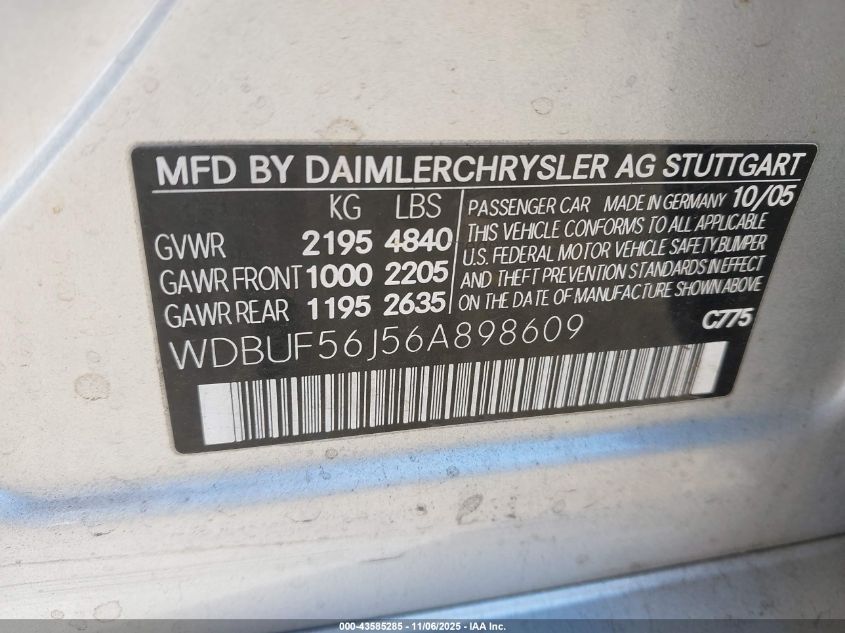 MFD BY DAIMLERCHRYSLER AG STUTTGART
KG LBS
GVWR 2195 4840
GAWR FRONT 1000 2205
GAWR REAR 1195 2635
PASSENGER CAR MADE IN GERMANY 10/05
THIS VEHICLE CONFORMS TO ALL APPLICABLE
U.S. FEDERAL MOTOR VEHICLE SAFETY, BUMPER
AND THEFT PREVENTION STANDARDS IN EFFECT
ON THE DATE OF MANUFACTURE SHOWN ABOVE
C775
WDBUF56J56A898609
000-43585285 - 11/06/2025 - IAA Inc.